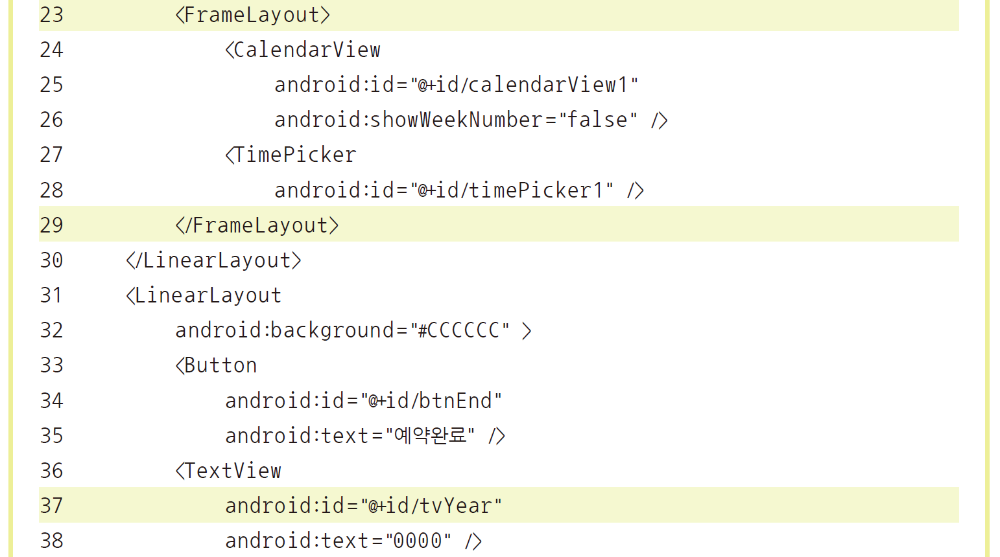 23 <FrameLayout>
24 <CalendarView
25 android:id="@+id/calendarView1"
26 android:showWeekNumber="false" />
27 <TimePicker
28 android:id="@+id/timePicker1" />
29 </FrameLayout>
30 </LinearLayout>
31 <LinearLayout
32 android:background="#CCCCCC" >
33 <Button
34 android:id="@+id/btnEnd"
35 android:text="예약완료" />
36 <TextView
37 android:id="@+id/tvYear"
38 android:text="0000" />